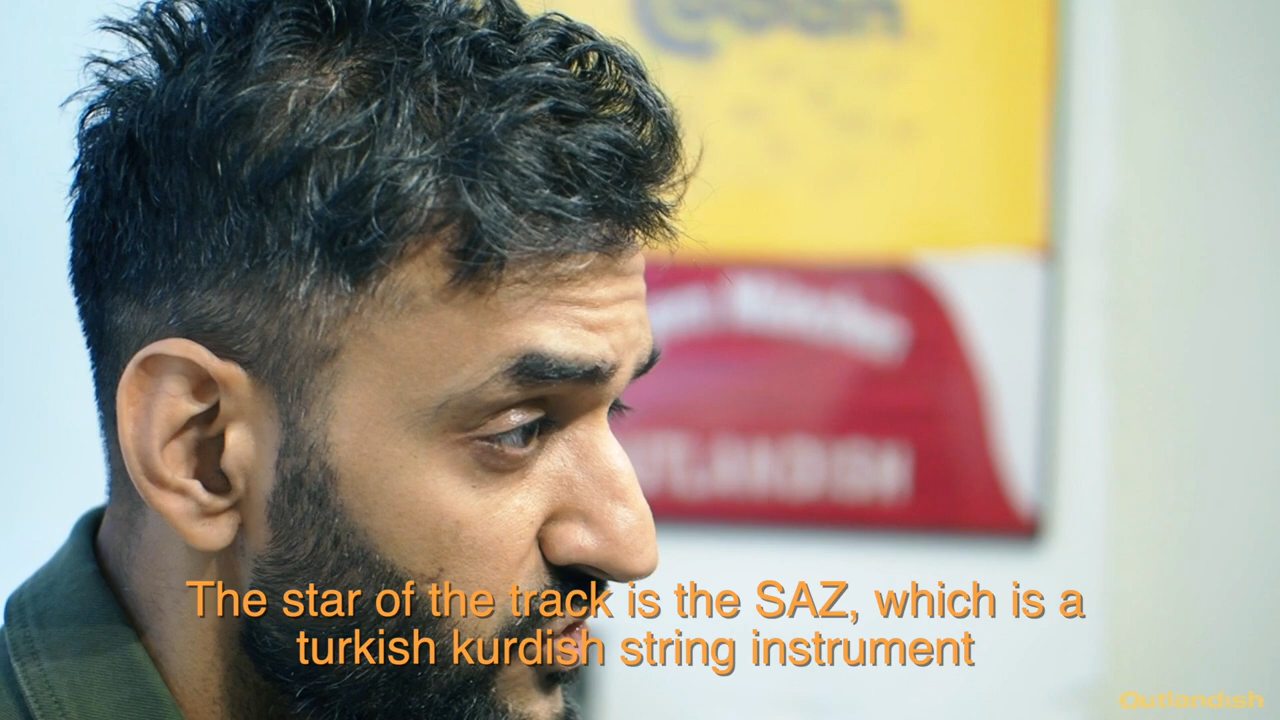 The star of the track is the SAZ, which is a
turkish kurdish string instrument
Outlandish